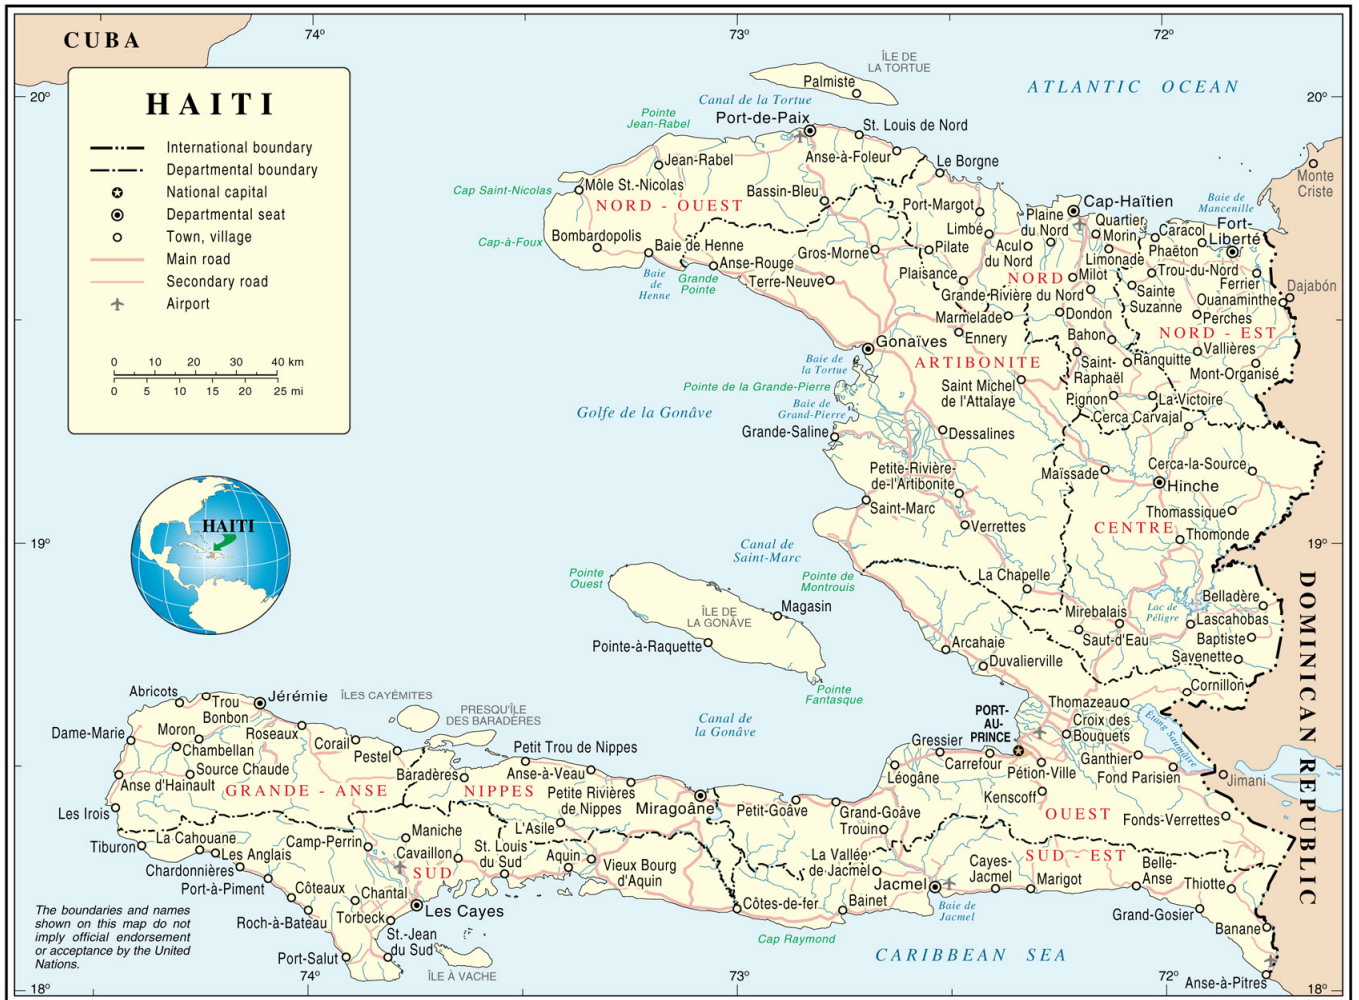 CUBA
74°
73°
72°
20°
20°
HAITI
International boundary
Departmental boundary
National capital
Departmental seat
Town, village
Main road
Secondary road
Airport
0 10 20 30 40 km
0 5 10 15 20 25 mi
HAITI
ÎLE DE
LA TORTUE
Palmiste
ATLANTIC OCEAN
Canal de la Tortue
Pointe
Jean-Rabel
Port-de-Paix
St. Louis de Nord
Jean-Rabel
Anse-à-Foleur
Le Borgne
Monte
Criste
Cap Saint-Nicolas
Môle St.-Nicolas
Bassin-Bleu
NORD - OUEST
Port-Margot
Cap-Haïtien
Baie de
Mancenille
Plaine
du Nord
Quartier
Morin
Caracol
Fort-
Liberté
Limbé
Acul
du Nord
Phaëton
Cap-à-Foux
Bombardopolis
Baie de Henne
Gros-Morne
Pilate
Limonade
Anse-Rouge
Plaisance
NORD
Milot
Trou-du-Nord
Ferrier
Baie
de
Henne
Grande
Pointe
Terre-Neuve
Grande Rivière du Nord
Sainte
Suzanne
Ouanaminthe
Dajabón
Marmelade
Dondon
Perches
Ennery
Bahon
NORD - EST
Gonaïves
Vallières
ARTIBONITE
Baie de
la Tortue
Saint-
Raphaël
Ranquitte
Mont-Organisé
Pointe de la Grande-Pierre
Saint Michel
de l'Attalaye
Pignon
La Victoire
Golfe de la Gonâve
Baie de
Grand-Pierre
Cerca Carvajal
Grande-Saline
Dessalines
Petite-Rivière-
de-l'Artibonite
Maïssade
Cerca-la-Source
Hinche
Saint-Marc
Thomassique
Verrettes
CENTRE
Thomonde
19°
19°
Canal de
Saint-Marc
Pointe
Ouest
Pointe de
Montrouis
La Chapelle
Belladère
Magasin
ÎLE DE
LA GONÂVE
Mirebalais
Lac de
Péligre
Lascahobas
Saut-d'Eau
Baptiste
Pointe-à-Raquette
Arcahaie
Savenette
Duvalierville
DOMINICAN REPUBLIC
Pointe
Fantasque
Cornillon
Abricots
Jérémie
ÎLES CAYÉMITES
Trou
Bonbon
Thomazeau
PRESQU'ÎLE
DES BARADÈRES
PORT-
AU-
PRINCE
Croix des
Bouquets
Étang Saumâtre
Canal de
la Gonâve
Dame-Marie
Moron
Roseaux
Chambellan
Corail
Pestel
Petit Trou de Nippes
Gressier
Carrefour
Ganthier
Source Chaude
Baradères
Anse-à-Veau
Léogâne
Pétion-Ville
Fond Parisien
Jimani
Anse d'Hainault
GRANDE - ANSE
NIPPES
Petite Rivières
de Nippes
Miragoâne
Petit-Goâve
Grand-Goâve
Kenscoff
OUEST
Les Irois
Fonds-Verrettes
L'Asile
Trouin
La Cahouane
Camp-Perrin
Maniche
Tiburon
Les Anglais
Cavaillon
St. Louis
du Sud
Aquin
Vieux Bourg
d'Aquin
La Vallée
de Jacmel
Cayes-
Jacmel
SUD - EST
Belle-
Anse
Chardonnières
SUD
Marigot
Thiotte
Port-à-Piment
Côteaux
Chantal
Jacmel
Les Cayes
Côtes-de-fer
Bainet
Baie de
Jacmel
Grand-Gosier
Roch-à-Bateau
Torbeck
Banane
St.-Jean
du Sud
Cap Raymond
CARIBBEAN SEA
Port-Salut
ÎLE À VACHE
Anse-à-Pitres
The boundaries and names
shown on this map do not
imply official endorsement
or acceptance by the United
Nations.
18°
74°
73°
72°
18°